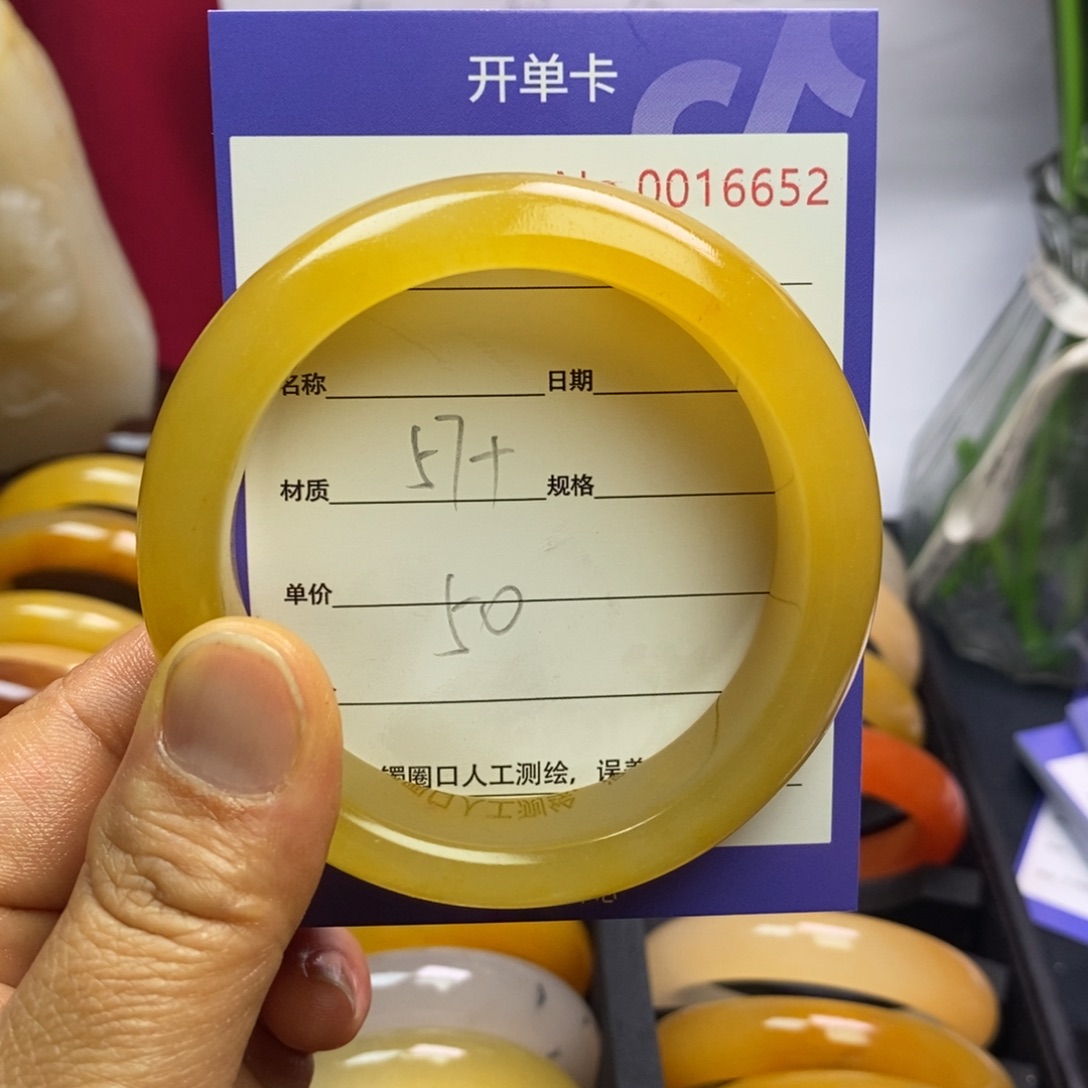 开单卡
No 0016652
名称 日期
57+
材质 规格
50
单价
镯圈口人工测绘，误差